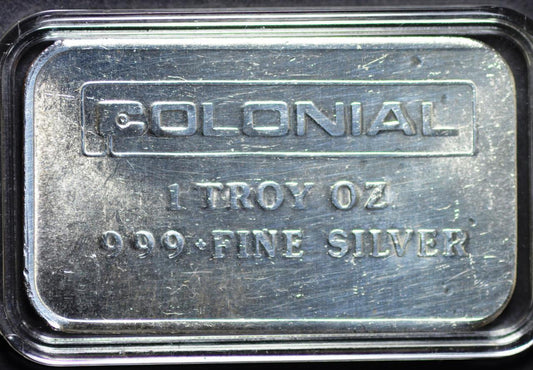 COLONIAL
1 TROY OZ
999+FINE SILVER